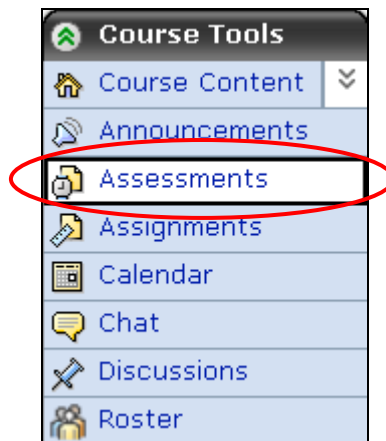 Course Tools
Course Content
Announcements
Assessments
Assignments
Calendar
Chat
Discussions
Roster